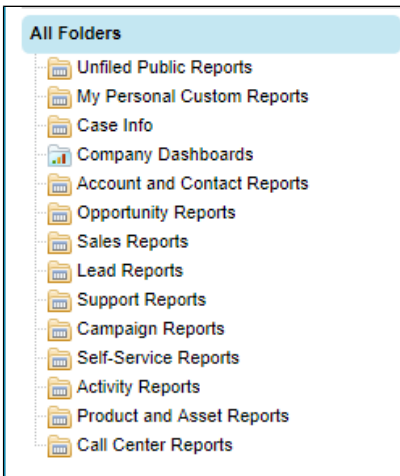 All Folders
Unfiled Public Reports
My Personal Custom Reports
Case Info
Company Dashboards
Account and Contact Reports
Opportunity Reports
Sales Reports
Lead Reports
Support Reports
Campaign Reports
Self-Service Reports
Activity Reports
Product and Asset Reports
Call Center Reports